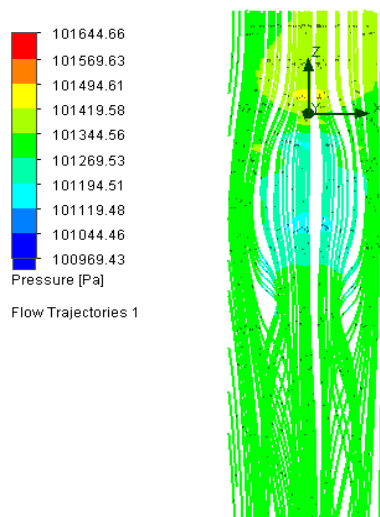 101644.66
101569.63
101494.61
101419.58
101344.56
101269.53
101194.51
101119.48
101044.46
100969.43
Pressure [Pa]
Flow Trajectories 1
Z
Y
X